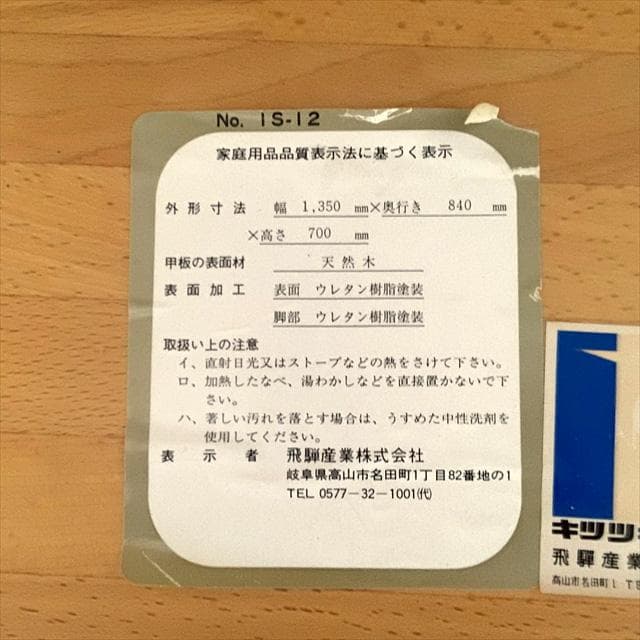 No. IS-12
家庭用品品質表示法に基づく表示
外形寸法 幅 1,350 mm×奥行き 840 mm
×高さ 700 mm
甲板の表面材 天然木
表面加工 表面 ウレタン樹脂塗装
脚部 ウレタン樹脂塗装
取扱い上の注意
イ、直射日光又はストーブなどの熱をさけて下さい。
ロ、加熱したなべ、湯わかしなどを直接置かないで下
さい。
ハ、著しい汚れを落とす場合は、うすめた中性洗剤を
使用してください。
表示者 飛騨産業株式会社
岐阜県高山市名田町1丁目82番地の1
TEL 0577-32-1001㈹
キツツ
飛騨産業
高山市名田町1 TE